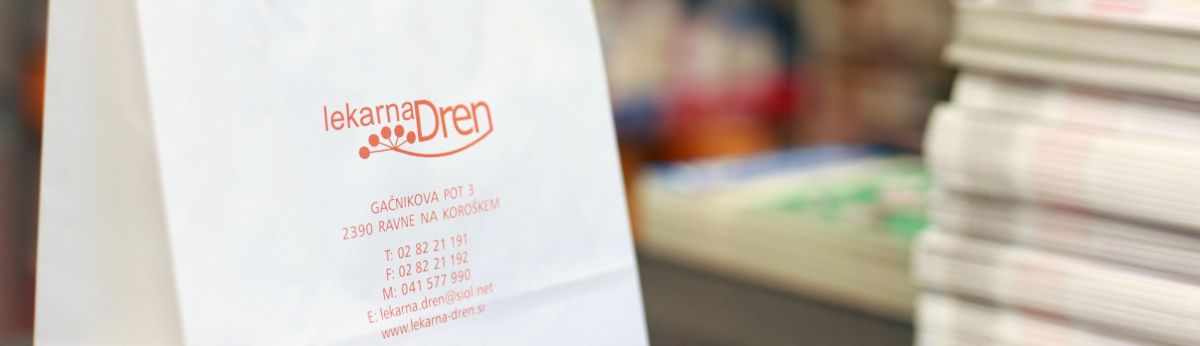 lekarnaDren
GAČNIKOVA POT 3
2390 RAVNE NA KOROŠKEM
T: 02 82 21 191
F: 02 82 21 192
M: 041 577 990
E: lekarna.dren@siol.net
www.lekarna-dren.si